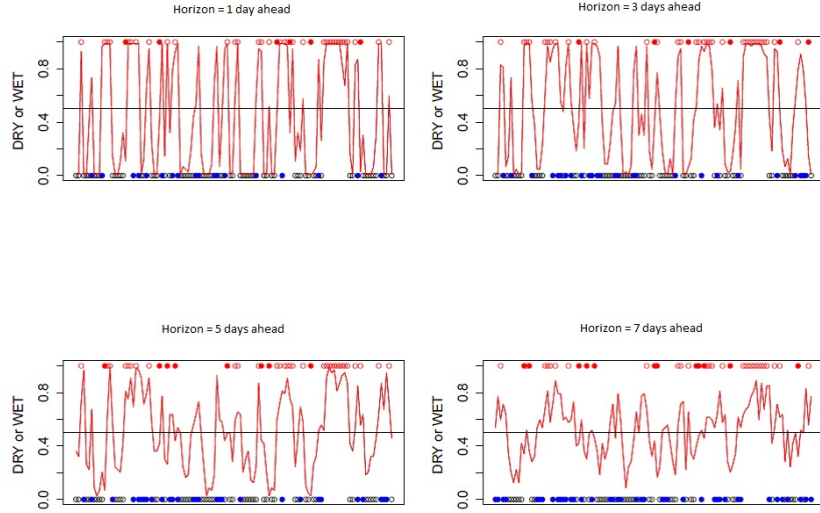 Horizon = 1 day ahead
Horizon = 3 days ahead
DRY or WET
0.0 0.4 0.8
DRY or WET
0.0 0.4 0.8
Horizon = 5 days ahead
Horizon = 7 days ahead
DRY or WET
0.0 0.4 0.8
DRY or WET
0.0 0.4 0.8